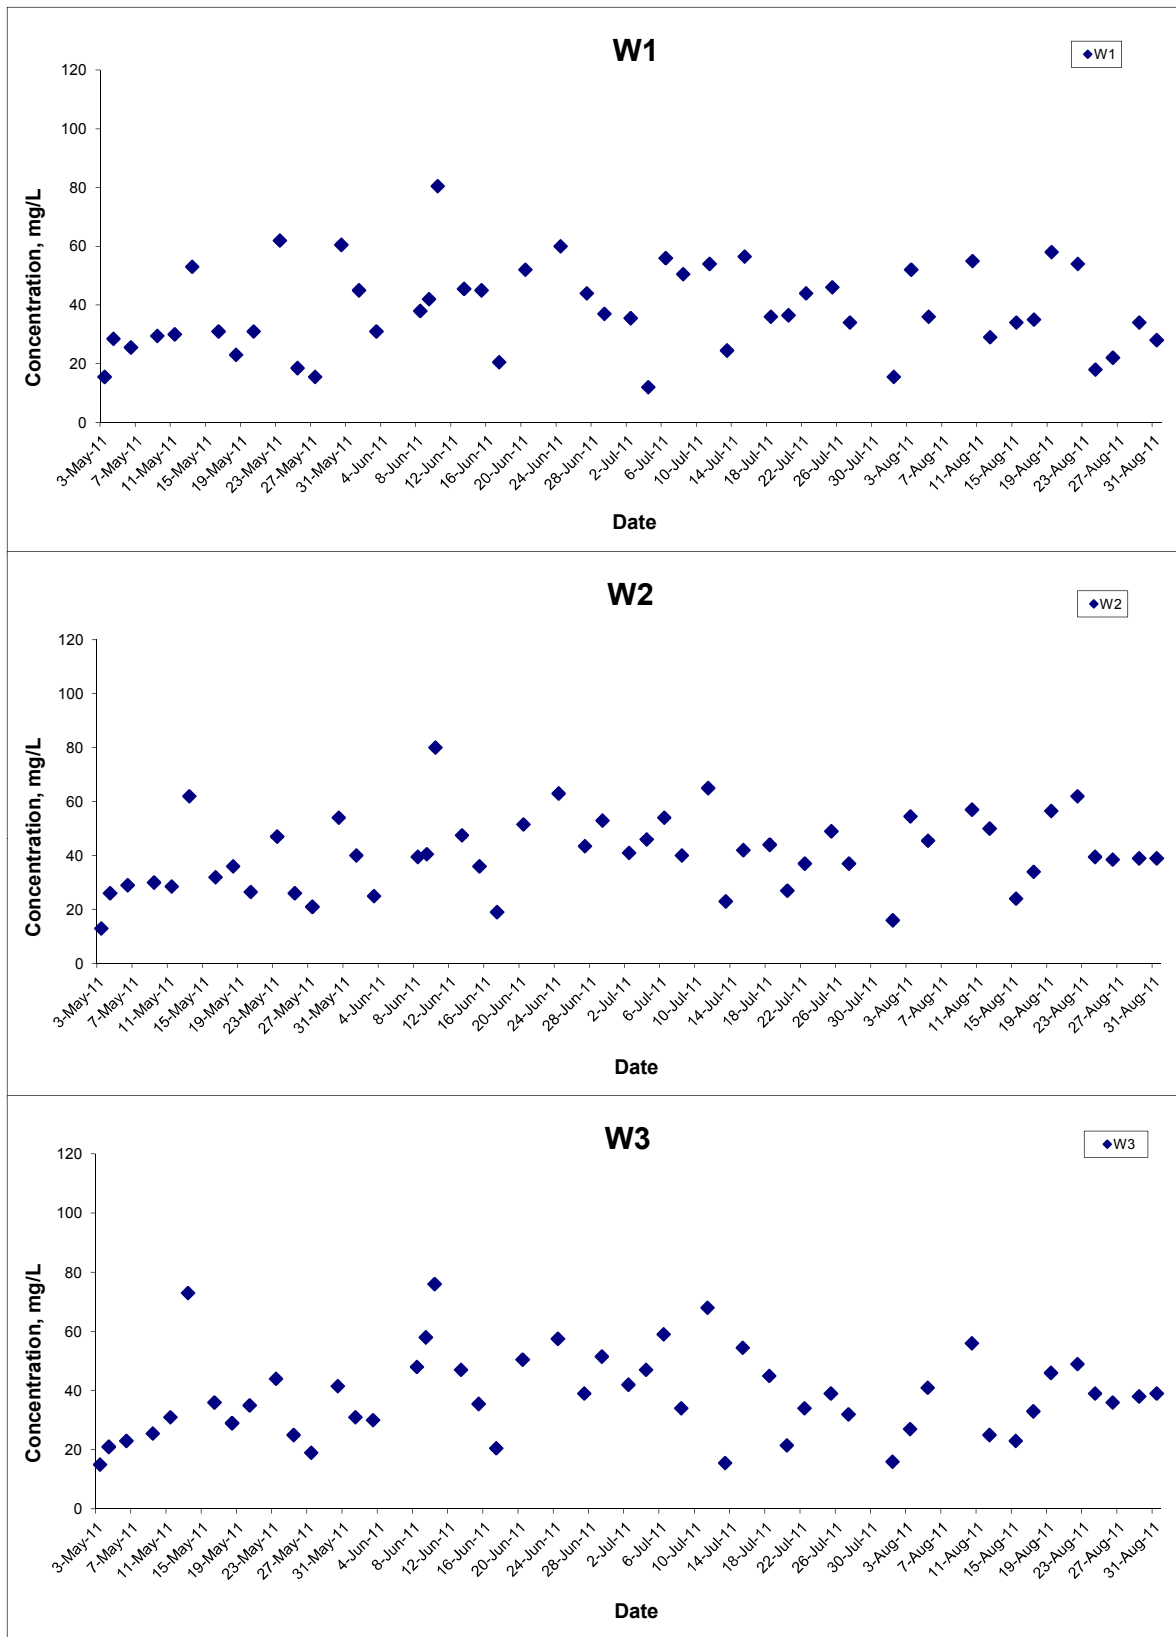 W1
W1
120
100
80
60
40
20
0
Concentration, mg/L
3-May-11
7-May-11
11-May-11
15-May-11
19-May-11
23-May-11
27-May-11
31-May-11
4-Jun-11
8-Jun-11
12-Jun-11
16-Jun-11
20-Jun-11
24-Jun-11
28-Jun-11
2-Jul-11
6-Jul-11
10-Jul-11
14-Jul-11
18-Jul-11
22-Jul-11
26-Jul-11
30-Jul-11
3-Aug-11
7-Aug-11
11-Aug-11
15-Aug-11
19-Aug-11
23-Aug-11
27-Aug-11
31-Aug-11
Date
W2
W2
120
100
80
60
40
20
0
Concentration, mg/L
3-May-11
7-May-11
11-May-11
15-May-11
19-May-11
23-May-11
27-May-11
31-May-11
4-Jun-11
8-Jun-11
12-Jun-11
16-Jun-11
20-Jun-11
24-Jun-11
28-Jun-11
2-Jul-11
6-Jul-11
10-Jul-11
14-Jul-11
18-Jul-11
22-Jul-11
26-Jul-11
30-Jul-11
3-Aug-11
7-Aug-11
11-Aug-11
15-Aug-11
19-Aug-11
23-Aug-11
27-Aug-11
31-Aug-11
Date
W3
W3
120
100
80
60
40
20
0
Concentration, mg/L
3-May-11
7-May-11
11-May-11
15-May-11
19-May-11
23-May-11
27-May-11
31-May-11
4-Jun-11
8-Jun-11
12-Jun-11
16-Jun-11
20-Jun-11
24-Jun-11
28-Jun-11
2-Jul-11
6-Jul-11
10-Jul-11
14-Jul-11
18-Jul-11
22-Jul-11
26-Jul-11
30-Jul-11
3-Aug-11
7-Aug-11
11-Aug-11
15-Aug-11
19-Aug-11
23-Aug-11
27-Aug-11
31-Aug-11
Date